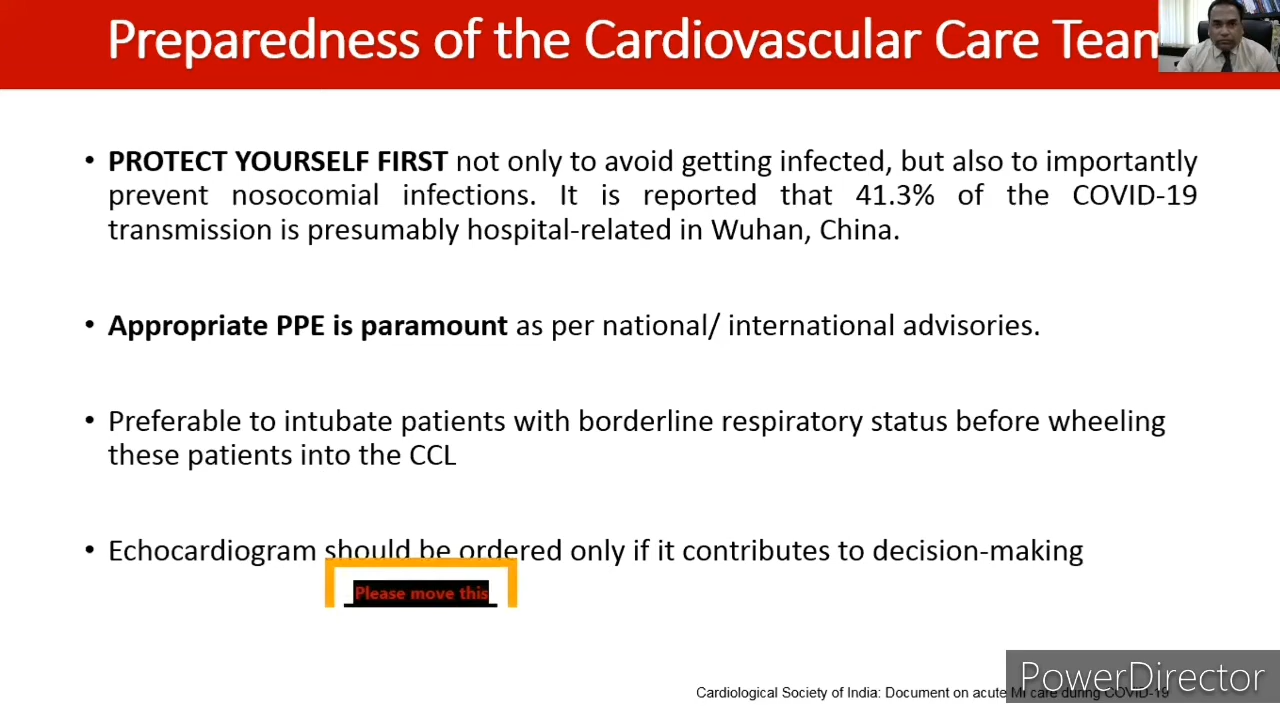 Preparedness of the Cardiovascular Care Team
• PROTECT YOURSELF FIRST not only to avoid getting infected, but also to importantly
prevent nosocomial infections. It is reported that 41.3% of the COVID-19
transmission is presumably hospital-related in Wuhan, China.
• Appropriate PPE is paramount as per national/ international advisories.
• Preferable to intubate patients with borderline respiratory status before wheeling
these patients into the CCL
• Echocardiogram should be ordered only if it contributes to decision-making
Please move this
PowerDirector
Cardiological Society of India: Document on acute MI care during COVID-19